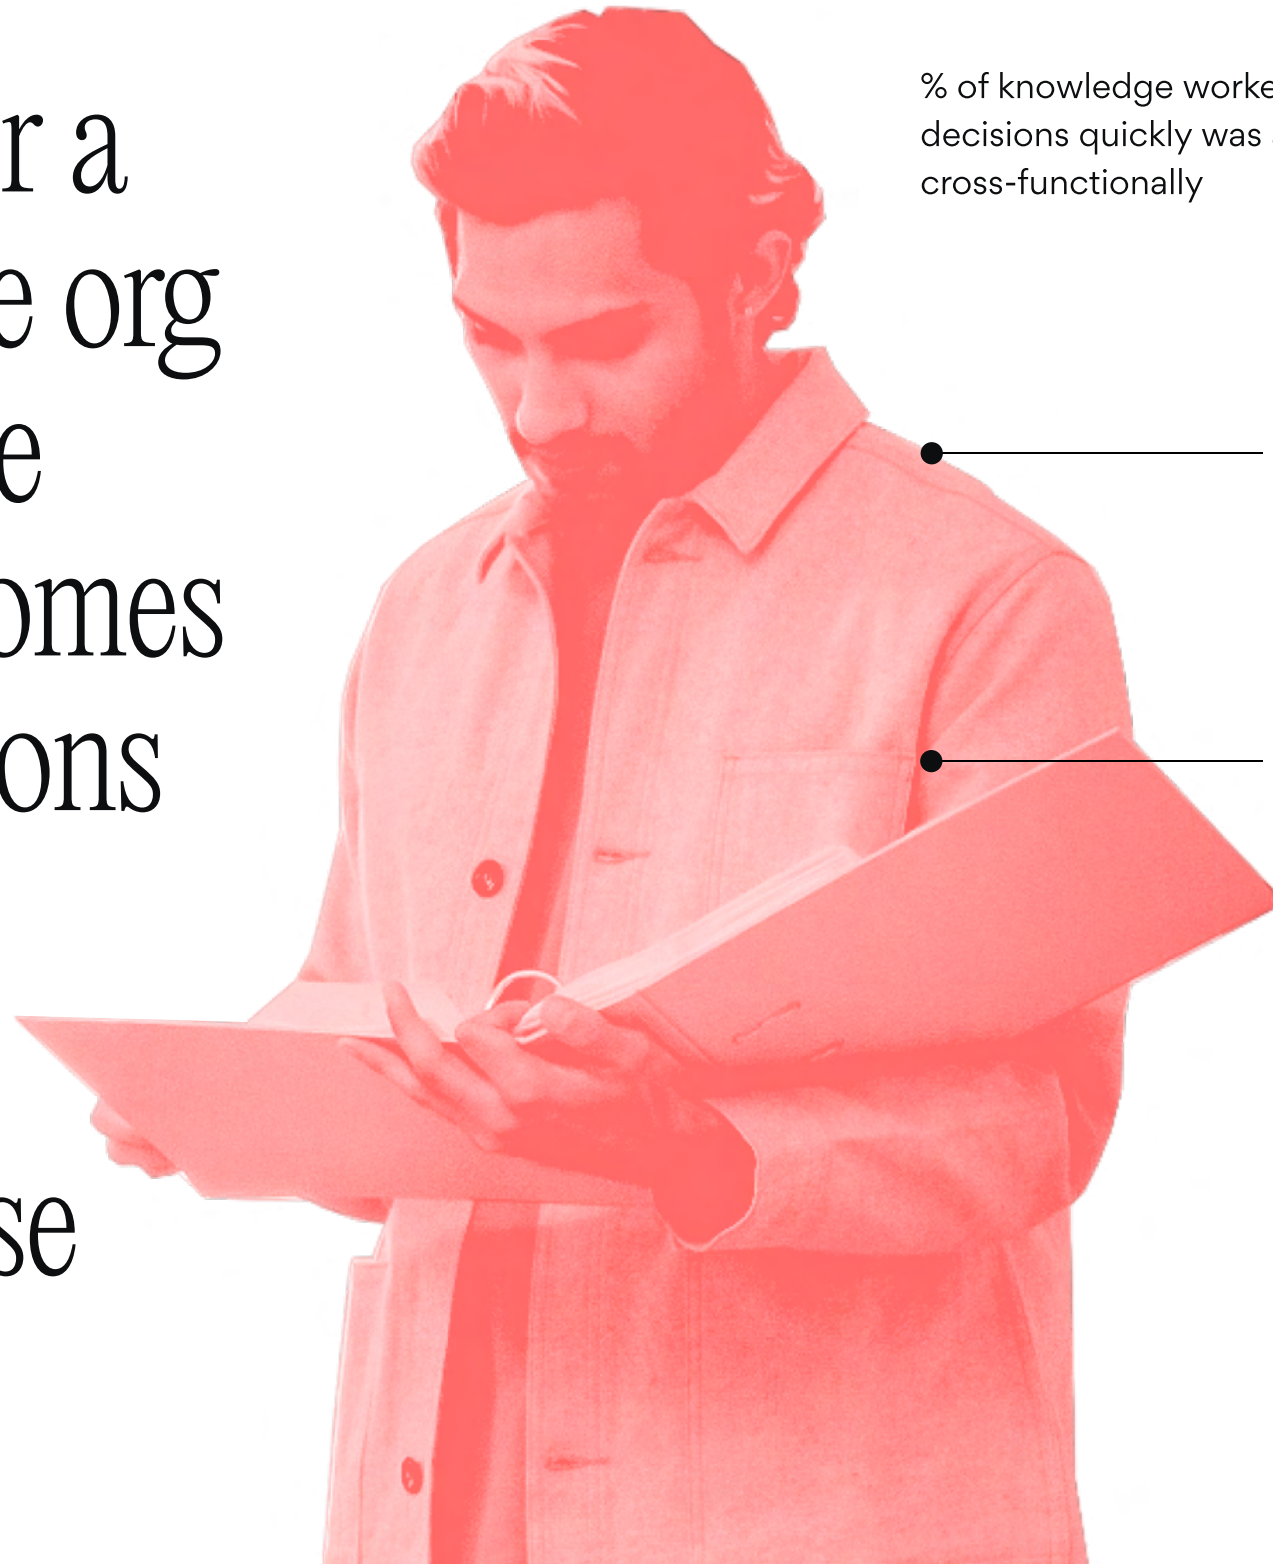 r a
e org
e
omes
ons
se
% of knowledge worke
decisions quickly was
cross-functionally